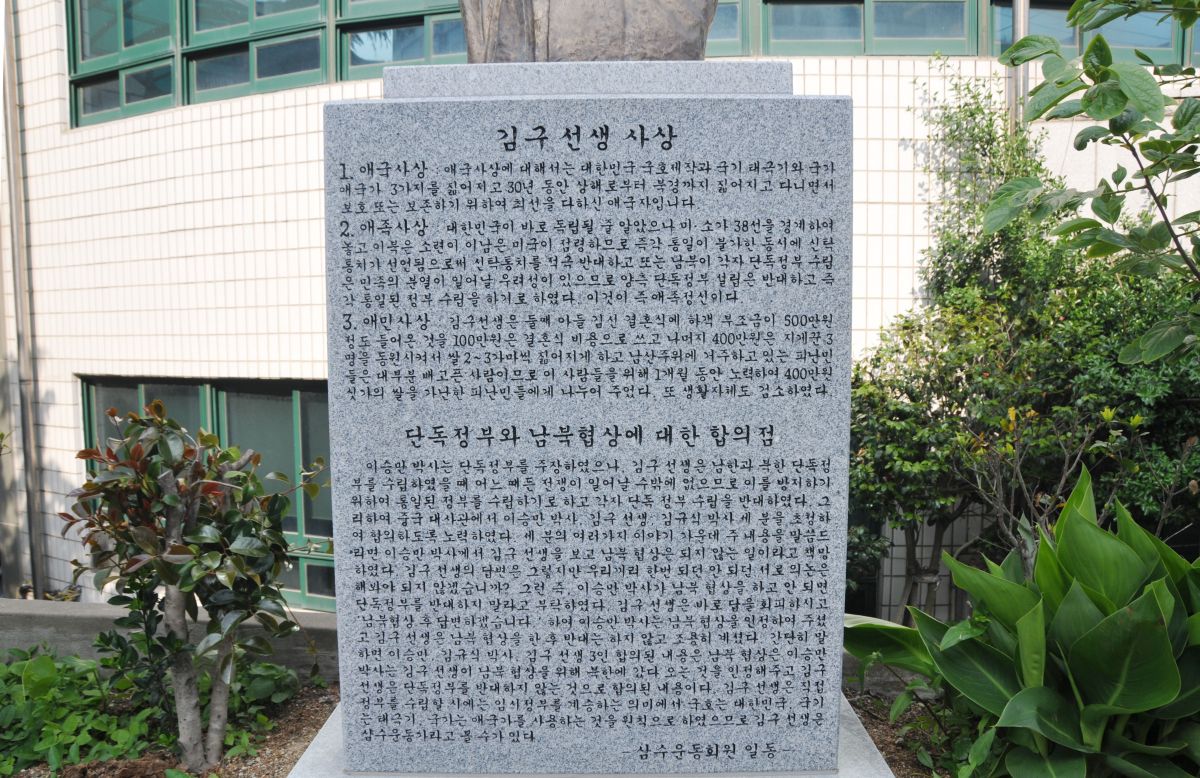 김구 선생 사상
1. 애국사상 : 애국사상에 대해서는 대한민국 국호제작과 국기 태극기와 국가
애국가 3가지를 짊어지고 30년 동안 상해로부터 북경까지 짊어지고 다니면서
보호 또는 보존하기 위하여 최선을 다하신 애국자입니다.
2. 애족사상 · 대한민국이 바로 독립될 줄 알았으나 미·소가 38선을 경계하여
놓고 이북은 소련이 이남은 미국이 점령하므로 즉각 통일이 불가한 동시에 신탁
통치가 선언됨으로써 신탁통치를 적극 반대하고 또는 남북이 각자 단독정부 수립
은 민족의 분열이 일어날 우려성이 있으므로 양측 단독정부 설립은 반대하고 즉
각 통일된 정부 수립을 하기로 하였다. 이것이 즉 애족정신이다.
3. 애민사상 · 김구선생은 둘째 아들 김신 결혼식에 하객 부조금이 500만원
정도 들어온 것을 100만원은 결혼식 비용으로 쓰고 나머지 400만원은 지게꾼 3
명을 동원시켜서 쌀 2~3가마씩 짊어지게 하고 남산주위에 거주하고 있는 피난민
들은 대부분 배고픈 사람이므로 이 사람들을 위해 1개월 동안 노력하여 400만원
싯가의 쌀을 가난한 피난민들에게 나누어 주었다. 또 생활자체도 검소하였다.
단독정부와 남북협상에 대한 합의점
이승만 박사는 단독정부를 주장하였으나, 김구 선생은 남한과 북한 단독정
부를 수립하였을 때 어느 때든 전쟁이 일어날 수밖에 없으므로 이를 방지하기
위하여 통일된 정부를 수립하기로 하고 각자 단독 정부 수립을 반대하였다. 그
리하여 중국 대사관에서 이승만 박사, 김구 선생, 김규식 박사 세 분을 초청하
여 합의하도록 노력하였다. 세 부의 여러가지 이야기 가운데 주 내용을 말씀드
리면 이승만 박사께서 김구 선생을 보고 남북 협상은 되지 않는 일이라고 책망
하였다. 김구 선생의 답변은 그렇지만 우리끼리 한번 되던 안 되던 서로 의논은
해봐야 되지 않겠습니까? 그런 즉, 이승만 박사가 남북 협상을 하고 안 되면
단독정부를 반대하지 말라고 부탁하였다. 김구 선생은 바로 답을 회피하시고
'남북협상 후 답변하겠습니다.' 하여 이승만 박사는 남북협상을 인정하여 주셨
고 김구 선생은 남북 협상을 한 후 반대는 하지 않고 조용히 계셨다. 간단히 말
하면 이승만, 김규식 박사, 김구 선생 3인 합의된 내용은 남북 협상은 이승만
박사는 김구 선생이 남북협상을 위해 북한에 갔다 오는 것을 인정해주고 김구
선생은 단독정부를 반대하지 않는 것으로 합의된 내용이다. 김구 선생은 직접
정부를 수립할 시에는 임시정부를 계승하는 의미에서 국호는 대한민국, 국기
는 태극기, 국가는 애국가를 사용하는 것을 원칙으로 하였으므로 김구 선생은
삼수운동가라고 볼 수가 있다.
-삼수운동회원 일동-